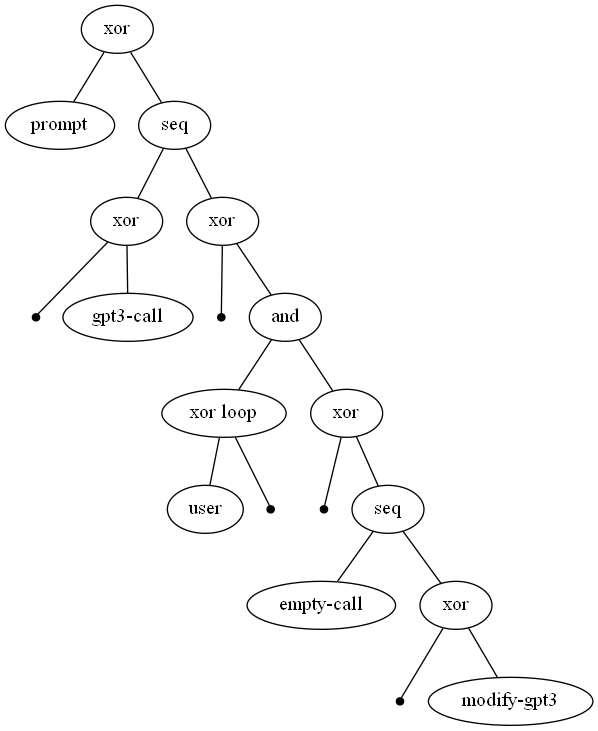 xor
prompt
seq
xor
xor
gpt3-call
and
xor loop
xor
user
seq
empty-call
xor
modify-gpt3